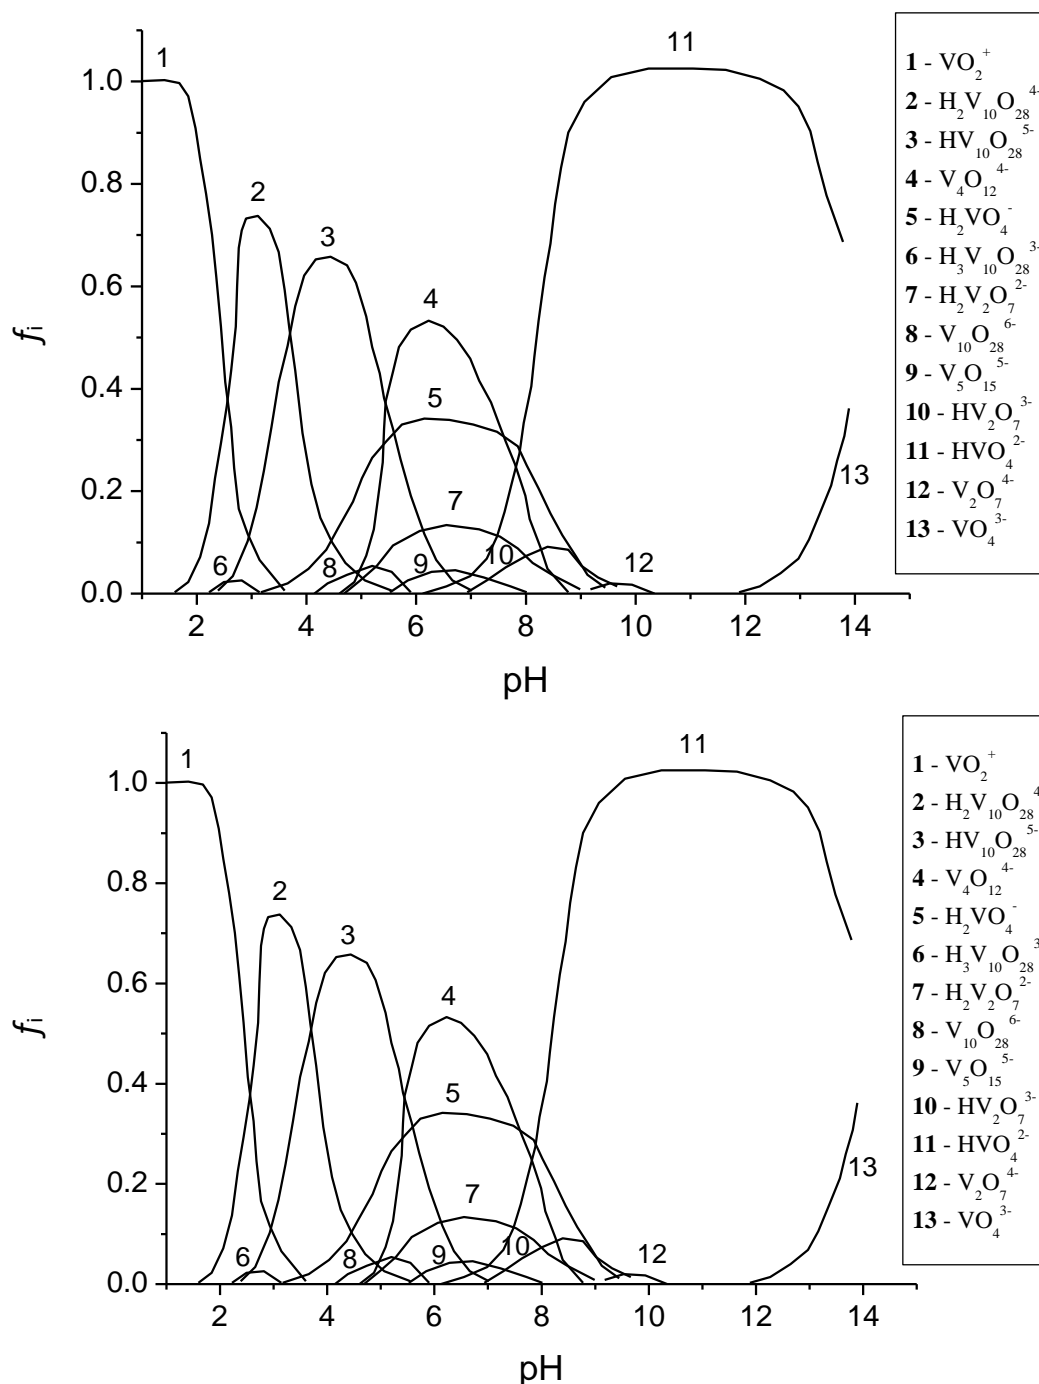 1
11
1.0
2
0.8
3
4
0.6
5
0.4
7
13
0.2
6
8
9
10
12
0.0
2 4 6 8 10 12 14
fi
pH
1 - VO2+
2 - H2V10O28 4-
3 - HV10O28 5-
4 - V4O12 4-
5 - H2VO4 -
6 - H3V10O28 3-
7 - H2V2O7 2-
8 - V10O28 6-
9 - V5O15 5-
10 - HV2O7 3-
11 - HVO4 2-
12 - V2O7 4-
13 - VO4 3-
1
11
1.0
2
0.8
3
4
0.6
5
0.4
7
13
0.2
6
8
9
10
12
0.0
2 4 6 8 10 12 14
fi
pH
1 - VO2+
2 - H2V10O28 4
3 - HV10O28 5-
4 - V4O12 4-
5 - H2VO4 -
6 - H3V10O28 3
7 - H2V2O7 2-
8 - V10O28 6-
9 - V5O15 5-
10 - HV2O7 3-
11 - HVO4 2-
12 - V2O7 4-
13 - VO4 3-